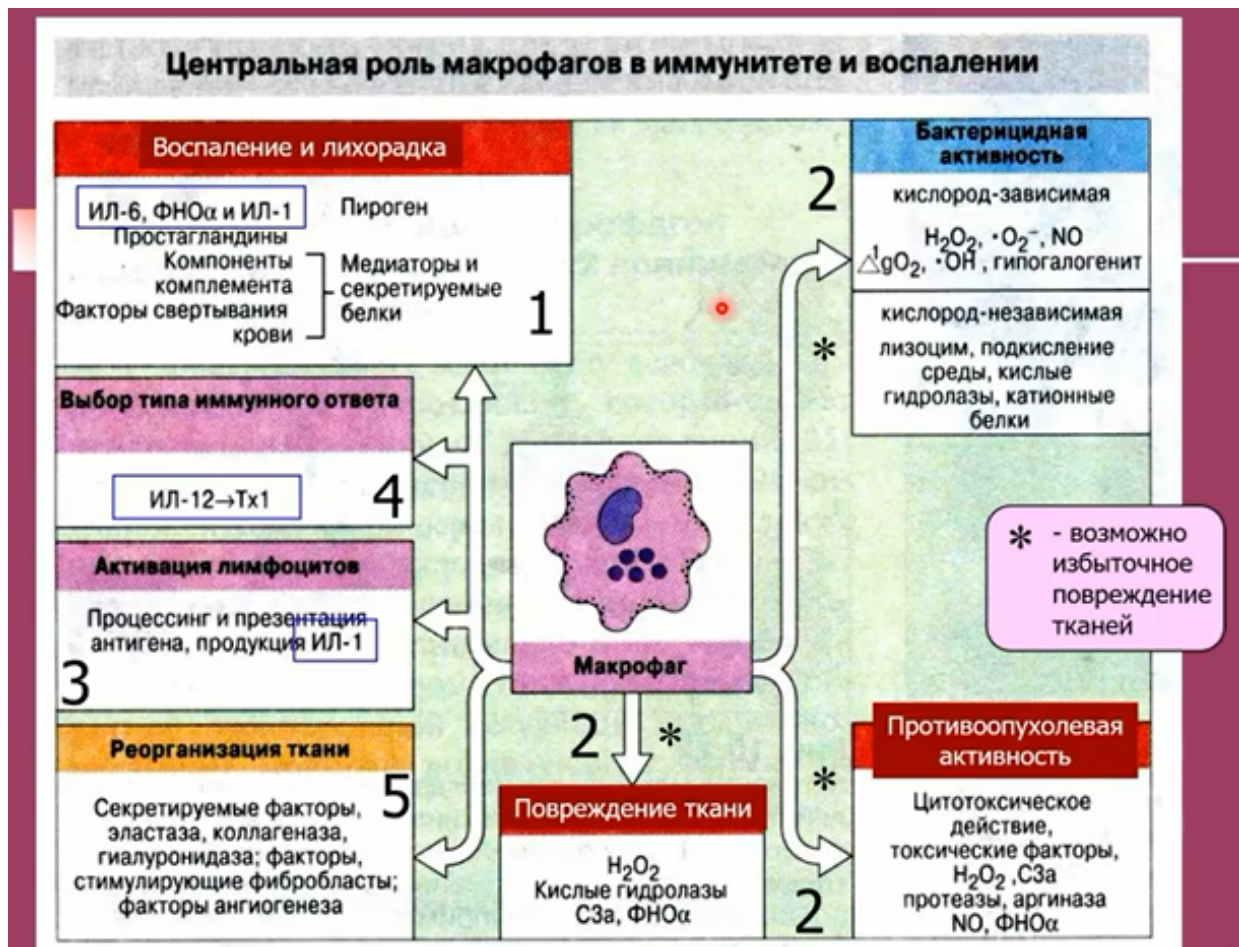 Центральная роль макрофагов в иммунитете и воспалении
Воспаление и лихорадка
ИЛ-6, ФНОα и ИЛ-1
Простагландины
Пироген
Компоненты
комплемента
Факторы свертывания
крови
Медиаторы и
секретируемые
белки
1
Выбор типа иммунного ответа
ИЛ-12→Тх1
4
Активация лимфоцитов
Процессинг и презентация
антигена, продукция ИЛ-1
3
Реорганизация ткани
5
Секретируемые факторы,
эластаза, коллагеназа,
гиалуронидаза; факторы,
стимулирующие фибробласты;
факторы ангиогенеза
Макрофаг
2 *
Повреждение ткани
H₂O₂
Кислые гидролазы
С3а, ФНОα
2
Бактерицидная
активность
кислород-зависимая
H₂O₂, •O₂⁻, NO
△¹gO₂, •OH, гипогалогенит
*
кислород-независимая
лизоцим, подкисление
среды, кислые
гидролазы, катионные
белки
* - возможно
избыточное
повреждение
тканей
*
2
Противоопухолевая
активность
Цитотоксическое
действие,
токсические факторы,
H₂O₂ ,С3а
протеазы, аргиназа
NO, ФНОα